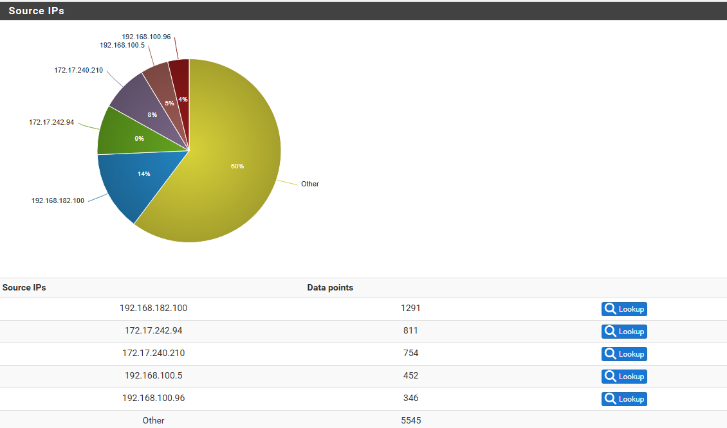 Source IPs
192.168.100.96
192.168.100.5
172.17.240.210
172.17.242.94
192.168.182.100
Other
4%
5%
8%
14%
60%
Source IPs Data points
192.168.182.100 1291 Lookup
172.17.242.94 811 Lookup
172.17.240.210 754 Lookup
192.168.100.5 452 Lookup
192.168.100.96 346 Lookup
Other 5545